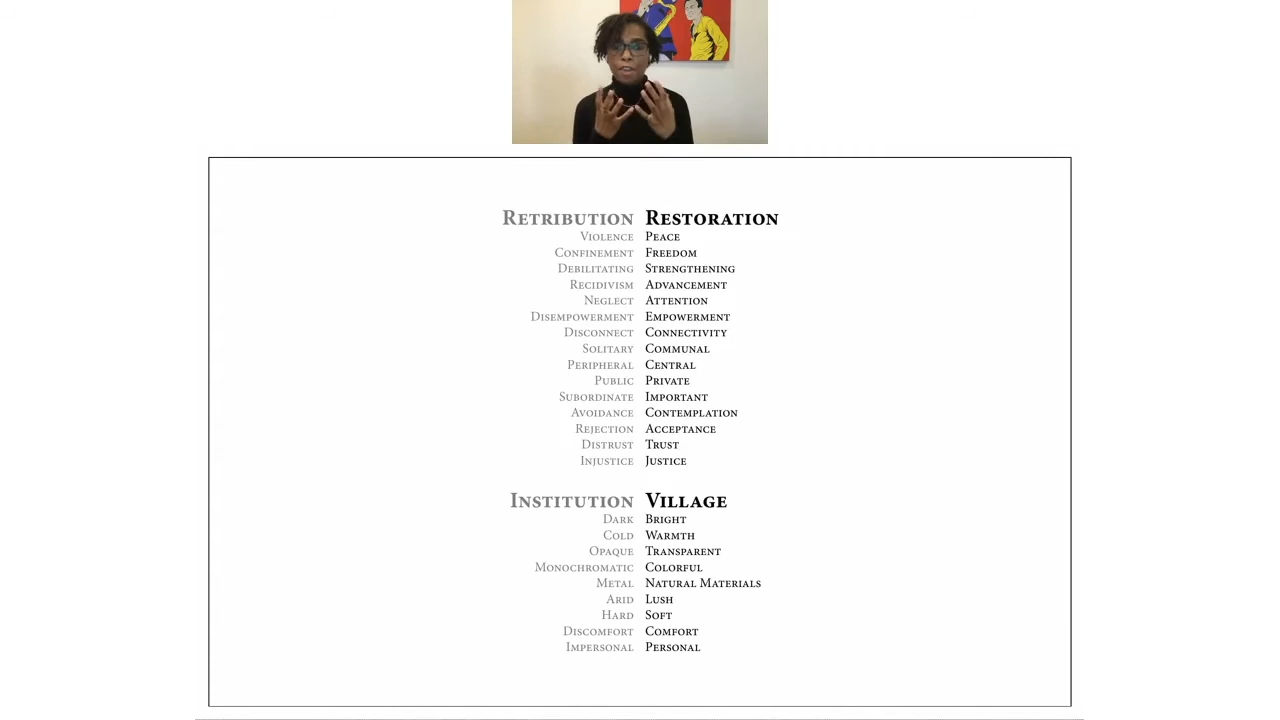 Retribution Restoration
Violence Peace
Confinement Freedom
Debilitating Strengthening
Recidivism Advancement
Neglect Attention
Disempowerment Empowerment
Disconnect Connectivity
Solitary Communal
Peripheral Central
Public Private
Subordinate Important
Avoidance Contemplation
Rejection Acceptance
Distrust Trust
Injustice Justice
Institution Village
Dark Bright
Cold Warmth
Opaque Transparent
Monochromatic Colorful
Metal Natural Materials
Arid Lush
Hard Soft
Discomfort Comfort
Impersonal Personal